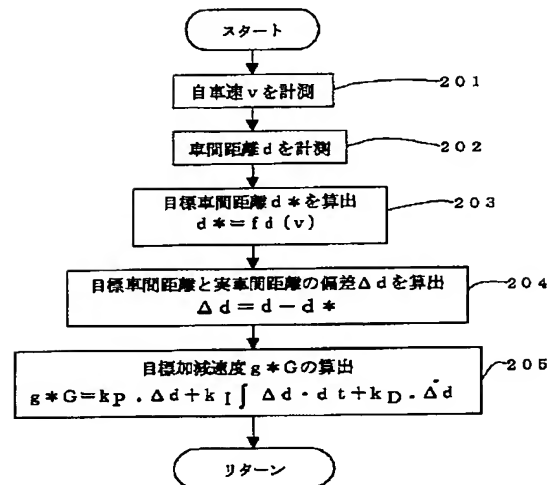 スタート
自車速vを計測
201
車間距離dを計測
202
目標車間距離d*を算出
d*=fd(v)
203
目標車間距離と実車間距離の偏差Δdを算出
Δd=d-d*
204
目標加減速度g*Gの算出
g*G=kP.Δd+kI∫Δd・dt+kD.Δ̇d
205
リターン